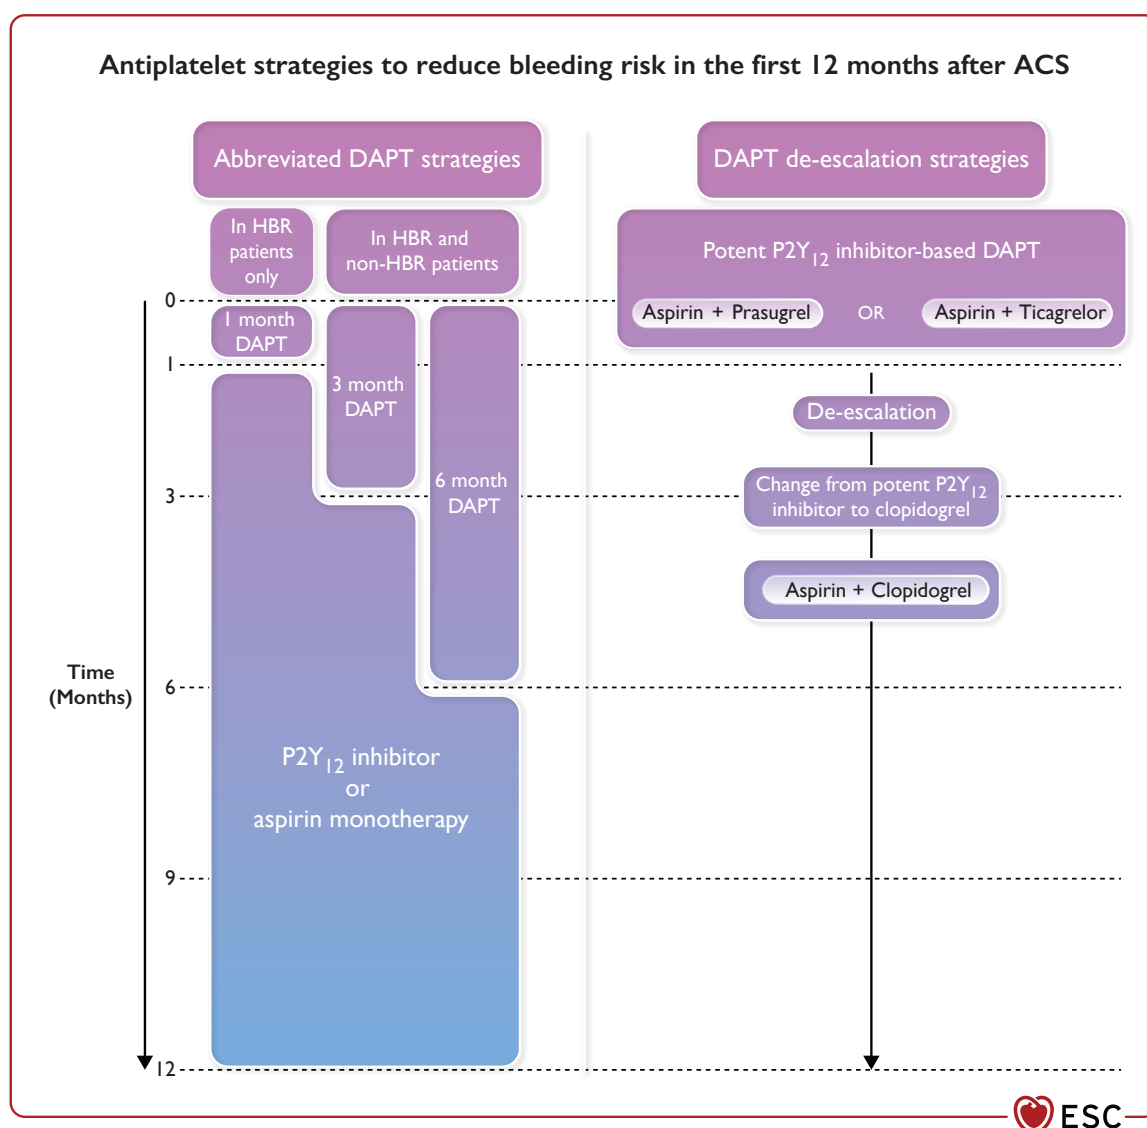 Antiplatelet strategies to reduce bleeding risk in the first 12 months after ACS
Abbreviated DAPT strategies
In HBR
patients
only
In HBR and
non-HBR patients
0
1 month
DAPT
1
3 month
DAPT
3
6 month
DAPT
Time
(Months)
6
P2Y12 inhibitor
or
aspirin monotherapy
9
12
DAPT de-escalation strategies
Potent P2Y12 inhibitor-based DAPT
Aspirin + Prasugrel OR Aspirin + Ticagrelor
De-escalation
Change from potent P2Y12
inhibitor to clopidogrel
Aspirin + Clopidogrel
ESC